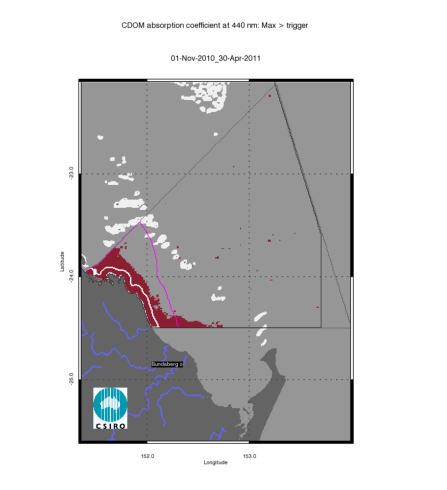 CDOM absorption coefficient at 440 nm: Max > trigger
01-Nov-2010_30-Apr-2011
-23.0
Latitude
-24.0
Bundaberg
-25.0
CSIRO
152.0 153.0
Longitude